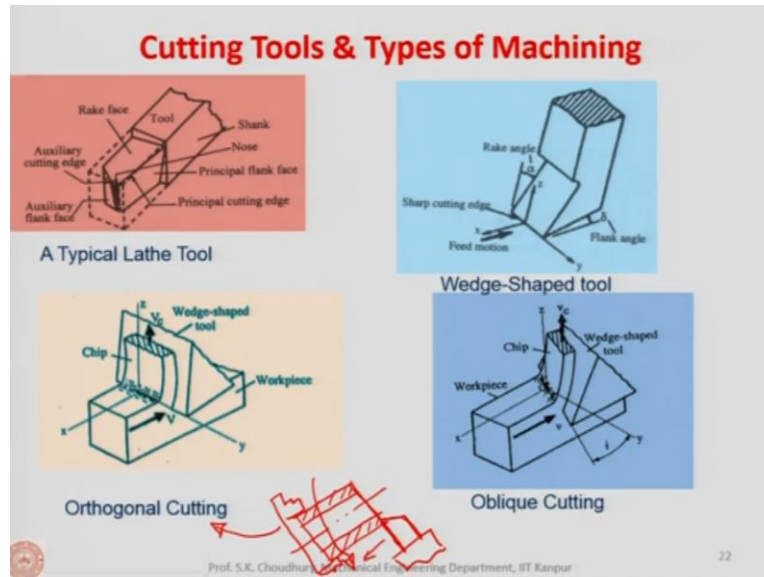 Cutting Tools & Types of Machining
Rake face
Tool
Shank
Auxiliary
cutting edge
Nose
Principal flank face
Auxiliary
flank face
Principal cutting edge
A Typical Lathe Tool
Rake angle
α
z
Sharp cutting edge
x
Feed motion
δ
Flank angle
y
Wedge-Shaped tool
z
Vc
Wedge-shaped
tool
Chip
Workpiece
x
V
y
Orthogonal Cutting
z
Vc
Chip
Wedge-shaped
tool
Workpiece
x
v
y
i
Oblique Cutting
Prof. S.K. Choudhury, Mechanical Engineering Department, IIT Kanpur
22